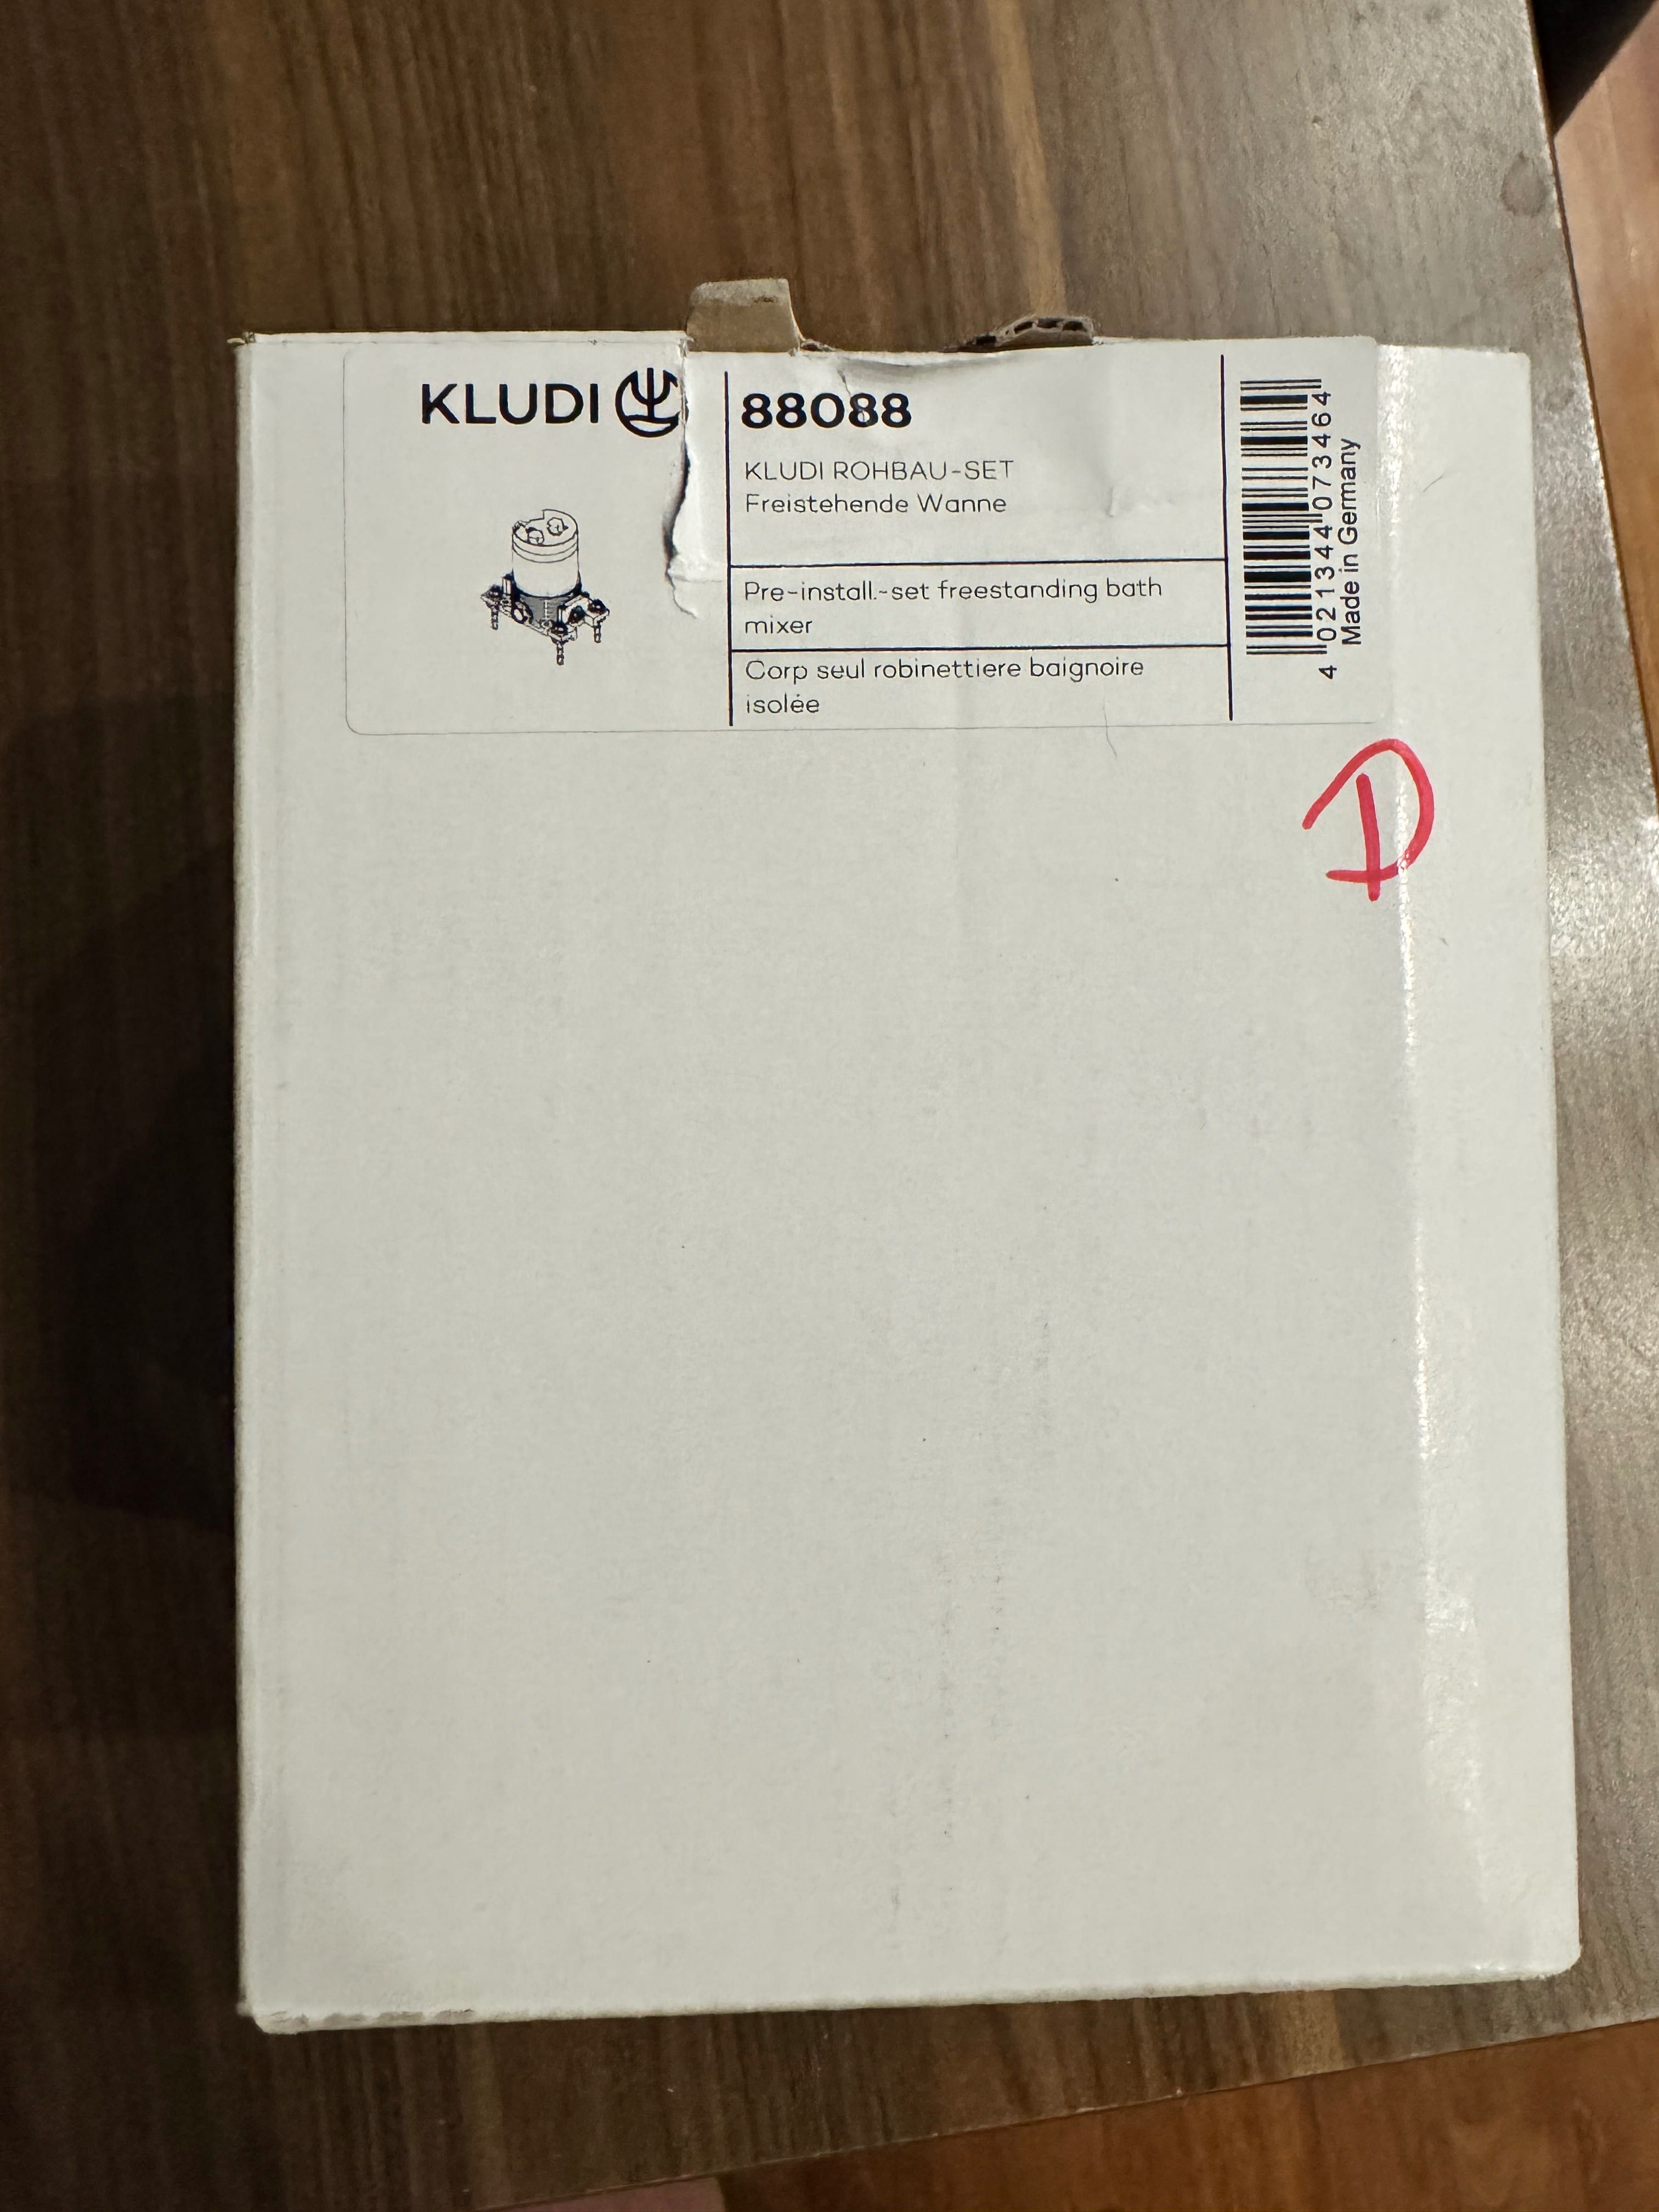 KLUDI
88088
KLUDI ROHBAU-SET
Freistehende Wanne
Pre-install.-set freestanding bath
mixer
Corp seul robinettiere baignoire
isolée
4 021344 073464
Made in Germany
D